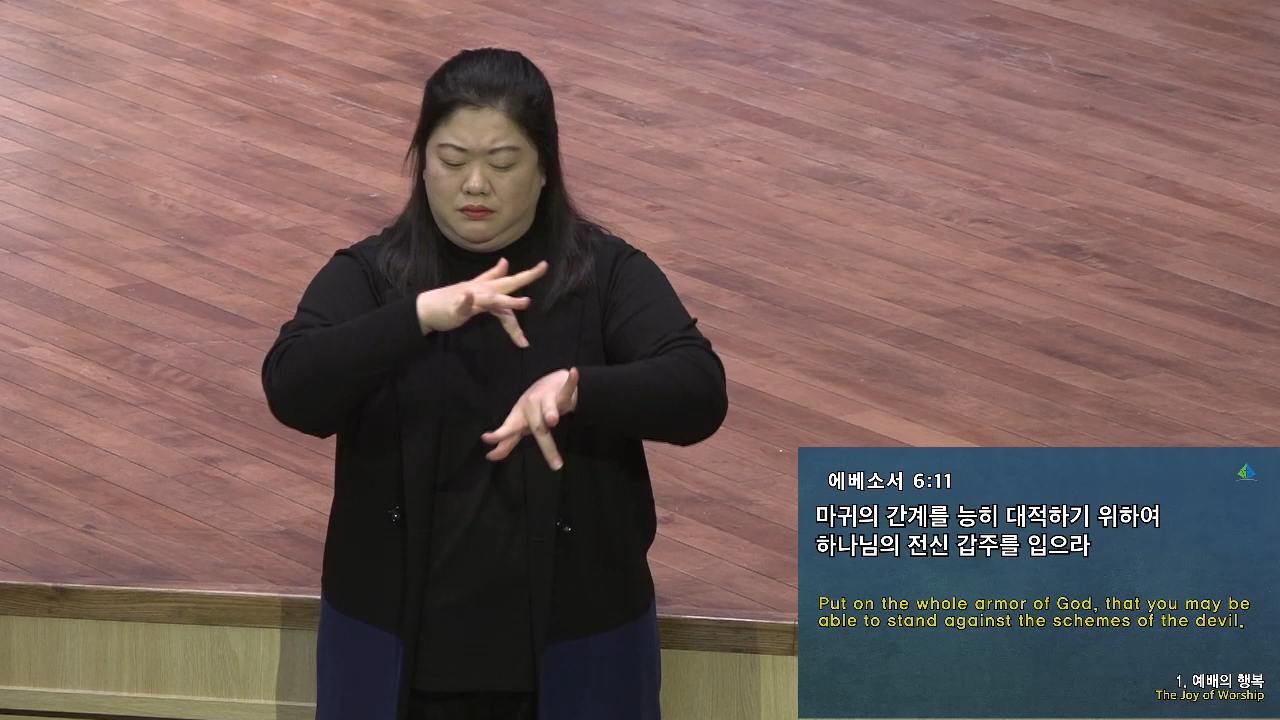 에베소서 6:11
마귀의 간계를 능히 대적하기 위하여
하나님의 전신 갑주를 입으라
Put on the whole armor of God, that you may be
able to stand against the schemes of the devil.
1. 예배의 행복
The Joy of Worship